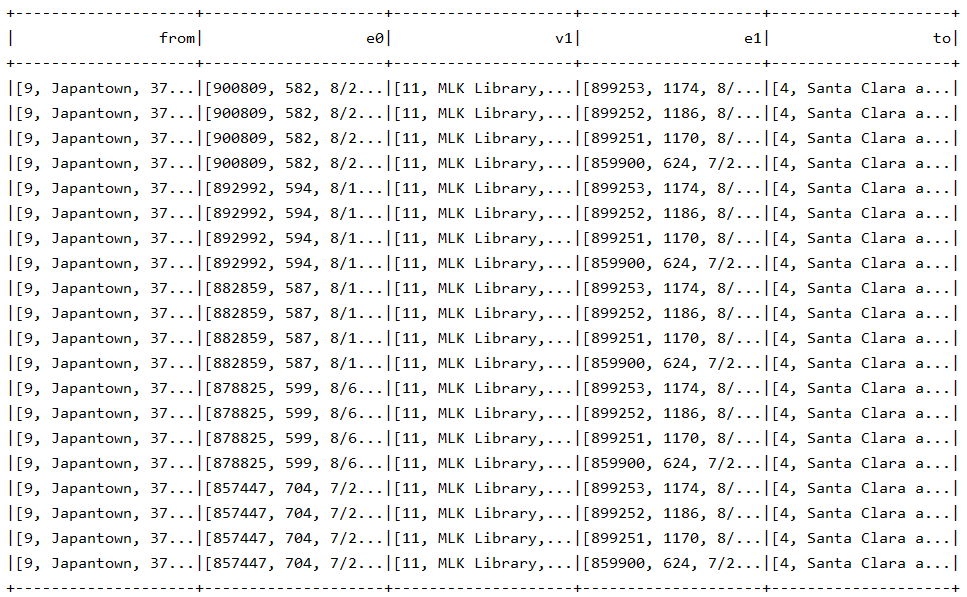 +-------------------+-------------------+-------------------+-------------------+-------------------+
|               from|                 e0|                 v1|                 e1|                 to|
+-------------------+-------------------+-------------------+-------------------+-------------------+
|[9, Japantown, 37...|[900809, 582, 8/2...|[11, MLK Library,...|[899253, 1174, 8/...|[4, Santa Clara a...|
|[9, Japantown, 37...|[900809, 582, 8/2...|[11, MLK Library,...|[899252, 1186, 8/...|[4, Santa Clara a...|
|[9, Japantown, 37...|[900809, 582, 8/2...|[11, MLK Library,...|[899251, 1170, 8/...|[4, Santa Clara a...|
|[9, Japantown, 37...|[900809, 582, 8/2...|[11, MLK Library,...|[859900, 624, 7/2...|[4, Santa Clara a...|
|[9, Japantown, 37...|[892992, 594, 8/1...|[11, MLK Library,...|[899253, 1174, 8/...|[4, Santa Clara a...|
|[9, Japantown, 37...|[892992, 594, 8/1...|[11, MLK Library,...|[899252, 1186, 8/...|[4, Santa Clara a...|
|[9, Japantown, 37...|[892992, 594, 8/1...|[11, MLK Library,...|[899251, 1170, 8/...|[4, Santa Clara a...|
|[9, Japantown, 37...|[892992, 594, 8/1...|[11, MLK Library,...|[859900, 624, 7/2...|[4, Santa Clara a...|
|[9, Japantown, 37...|[882859, 587, 8/1...|[11, MLK Library,...|[899253, 1174, 8/...|[4, Santa Clara a...|
|[9, Japantown, 37...|[882859, 587, 8/1...|[11, MLK Library,...|[899252, 1186, 8/...|[4, Santa Clara a...|
|[9, Japantown, 37...|[882859, 587, 8/1...|[11, MLK Library,...|[899251, 1170, 8/...|[4, Santa Clara a...|
|[9, Japantown, 37...|[882859, 587, 8/1...|[11, MLK Library,...|[859900, 624, 7/2...|[4, Santa Clara a...|
|[9, Japantown, 37...|[878825, 599, 8/6...|[11, MLK Library,...|[899253, 1174, 8/...|[4, Santa Clara a...|
|[9, Japantown, 37...|[878825, 599, 8/6...|[11, MLK Library,...|[899252, 1186, 8/...|[4, Santa Clara a...|
|[9, Japantown, 37...|[878825, 599, 8/6...|[11, MLK Library,...|[899251, 1170, 8/...|[4, Santa Clara a...|
|[9, Japantown, 37...|[878825, 599, 8/6...|[11, MLK Library,...|[859900, 624, 7/2...|[4, Santa Clara a...|
|[9, Japantown, 37...|[857447, 704, 7/2...|[11, MLK Library,...|[899253, 1174, 8/...|[4, Santa Clara a...|
|[9, Japantown, 37...|[857447, 704, 7/2...|[11, MLK Library,...|[899252, 1186, 8/...|[4, Santa Clara a...|
|[9, Japantown, 37...|[857447, 704, 7/2...|[11, MLK Library,...|[899251, 1170, 8/...|[4, Santa Clara a...|
|[9, Japantown, 37...|[857447, 704, 7/2...|[11, MLK Library,...|[859900, 624, 7/2...|[4, Santa Clara a...|
+-------------------+-------------------+-------------------+-------------------+-------------------+